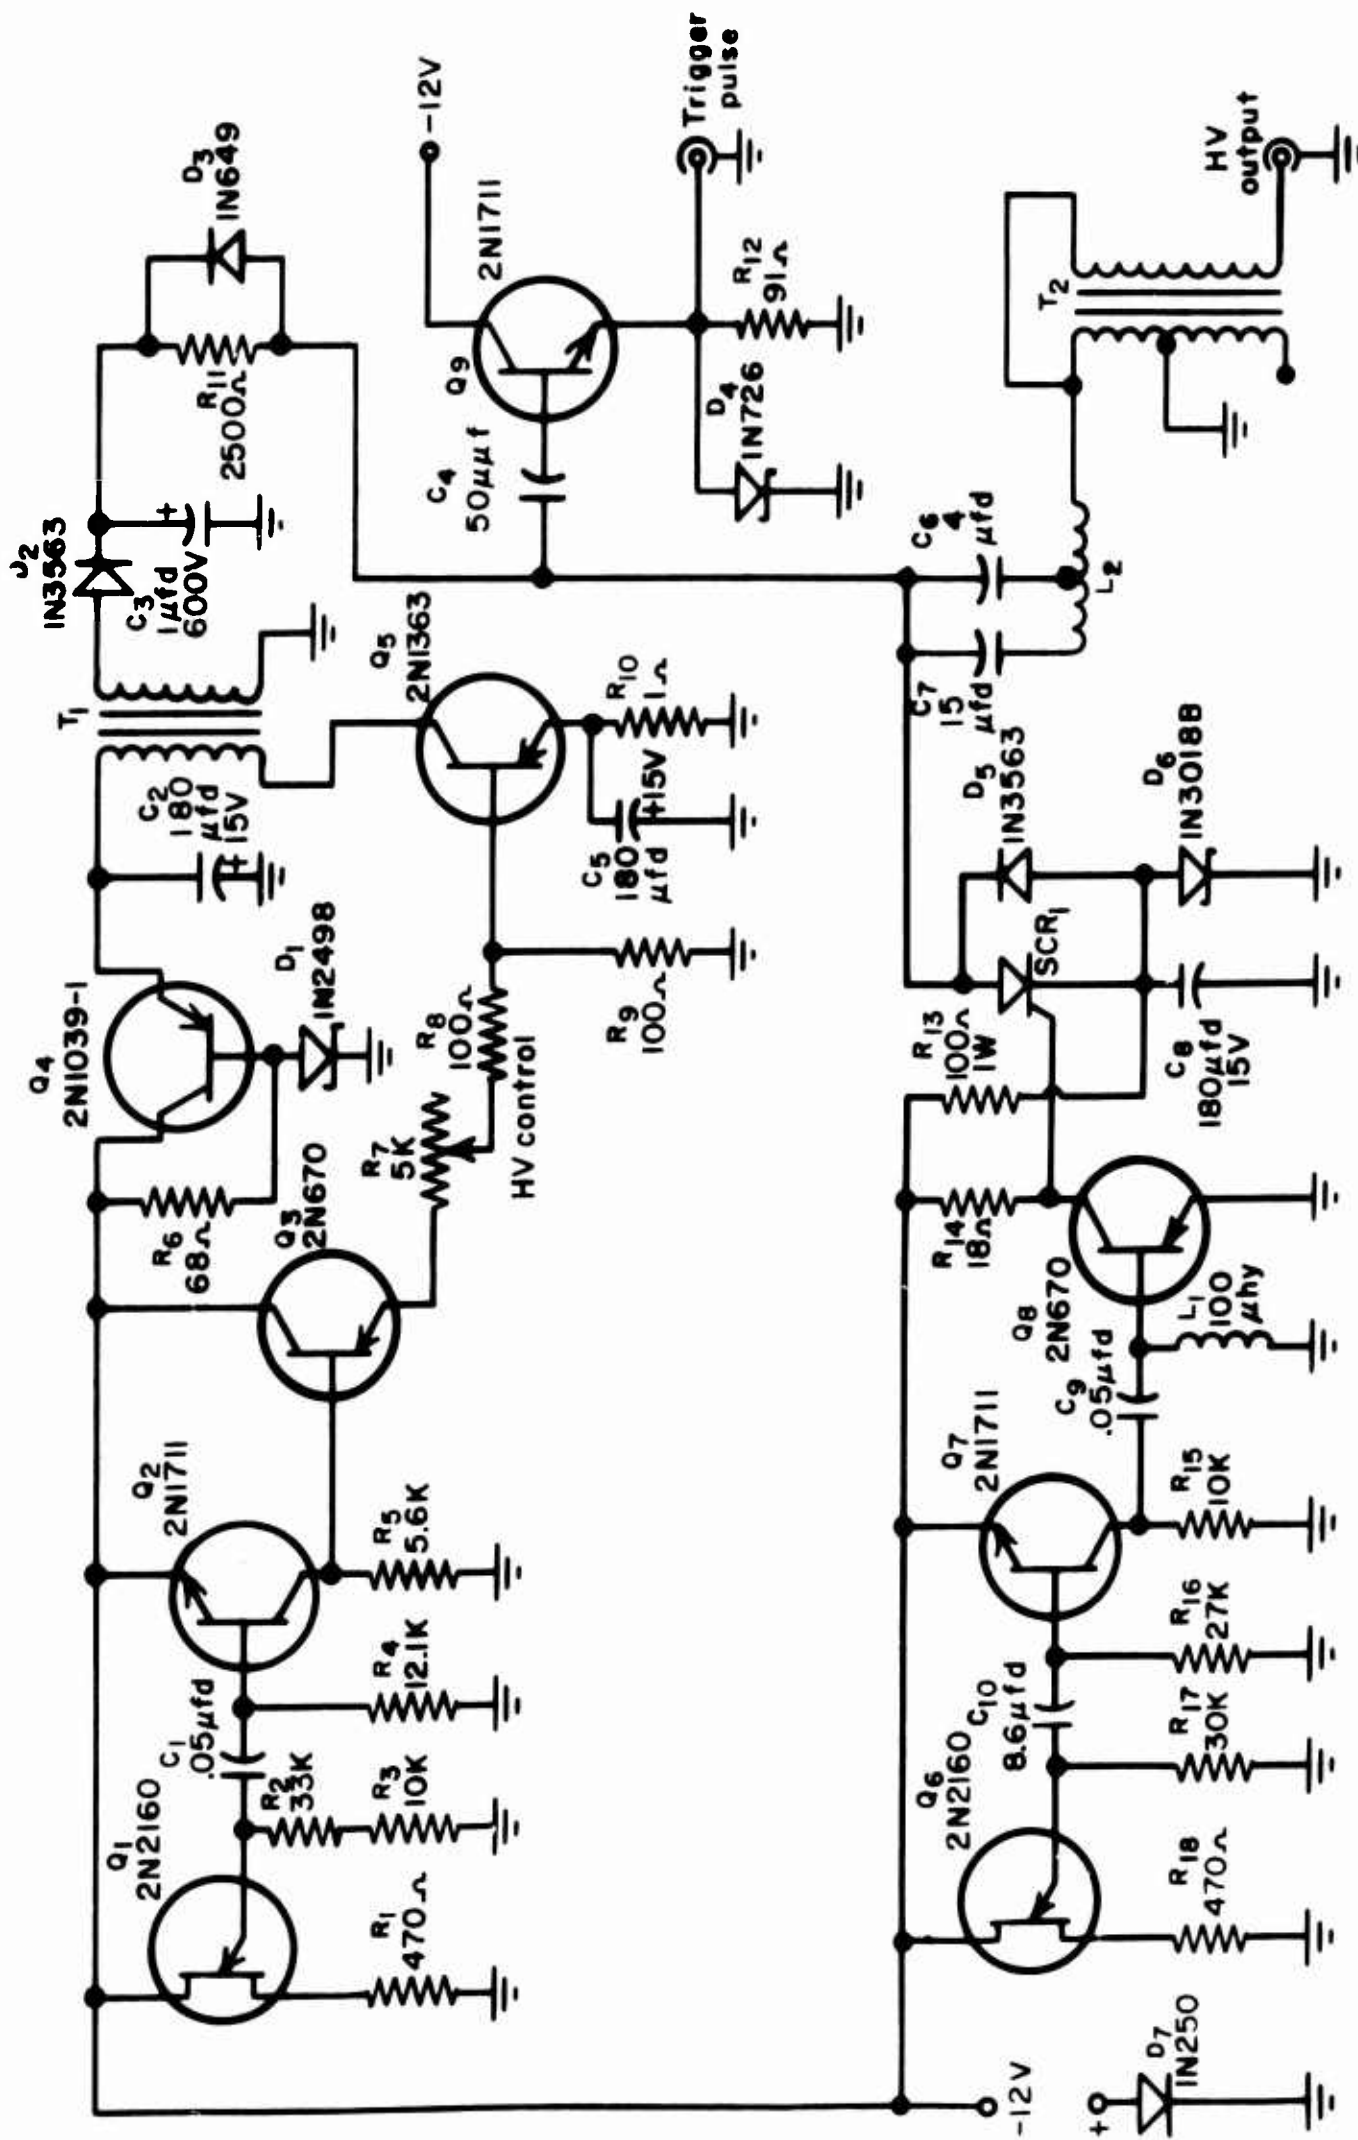 Q1
2N2160
R1
470Ω
C1
.05μfd
R2
33K
R3
10K
R4
12.1K
Q2
2N1711
R5
5.6K
Q3
2N670
R6
68Ω
Q4
2N1039-1
D1
1N2498
R7
5K
HV control
R8
100Ω
R9
100Ω
C2
180
μfd
+15V
T1
Q5
2N1363
C5
180
μfd
+15V
R10
1Ω
1N3563
C3
1μfd
600V
+
R11
2500Ω
D3
1N649
C4
50μμf
Q9
2N1711
-12V
D4
1N726
R12
91Ω
Trigger
pulse
-12V
+
D7
1N250
Q6
2N2160
R18
470Ω
C10
8.6μfd
R17
30K
R16
27K
Q7
2N1711
R15
10K
C9
.05μfd
Q8
2N670
L1
100
μhy
R14
18Ω
R13
100Ω
1W
SCR1
C8
180μfd
15V
D5
1N3563
D6
1N3018B
C7
15
μfd
C6
4
μfd
L2
T2
HV
output